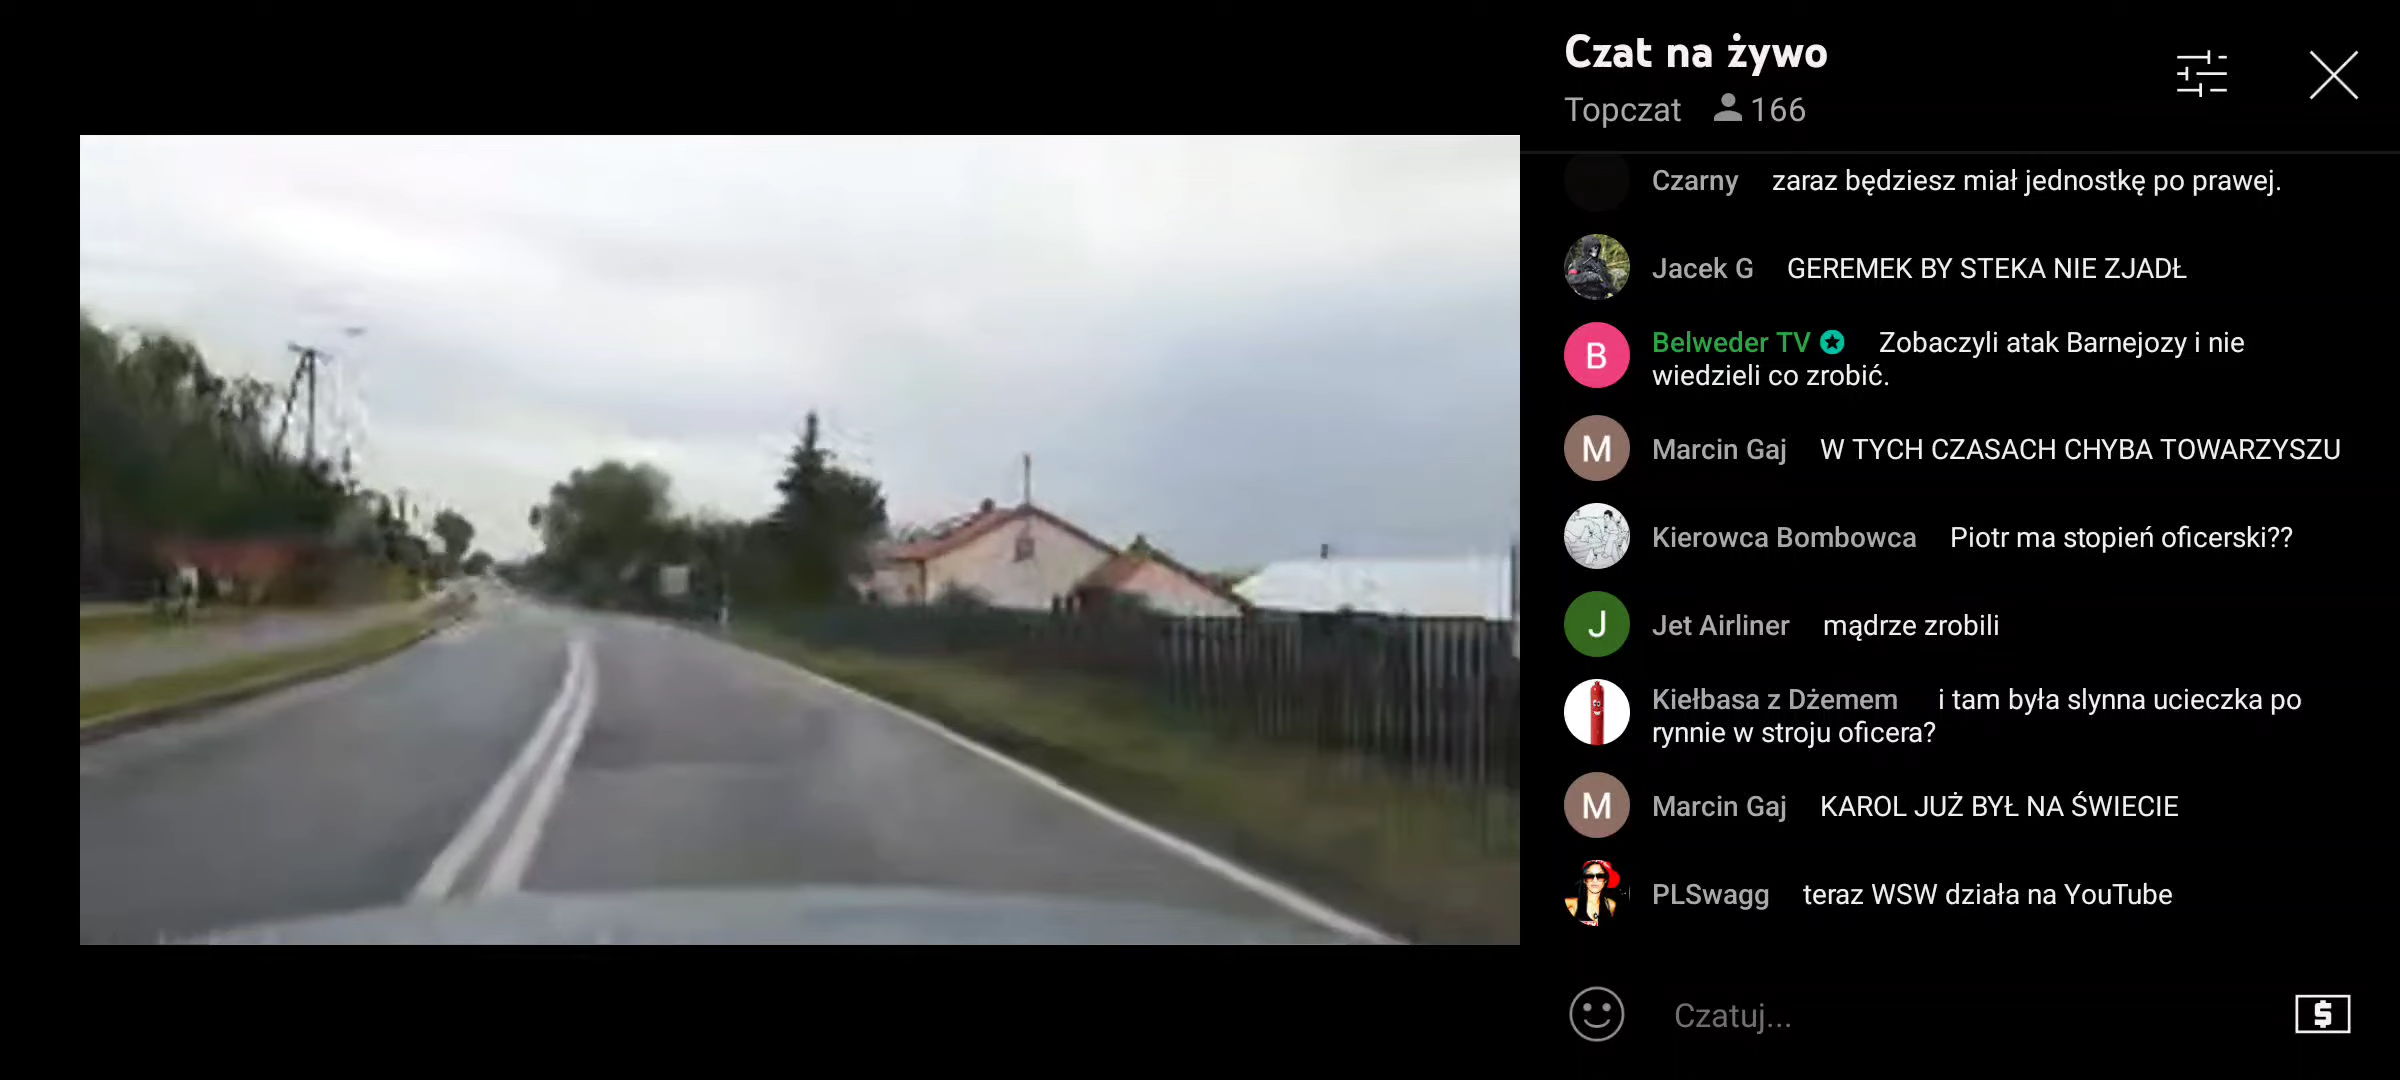 Czat na żywo
Topczat 166
Czarny zaraz będziesz miał jednostkę po prawej.
Jacek G GEREMEK BY STEKA NIE ZJADŁ
B
Belweder TV Zobaczyli atak Barnejozy i nie
wiedzieli co zrobić.
M
Marcin Gaj W TYCH CZASACH CHYBA TOWARZYSZU
Kierowca Bombowca Piotr ma stopień oficerski??
J
Jet Airliner mądrze zrobili
Kiełbasa z Dżemem i tam była slynna ucieczka po
rynnie w stroju oficera?
M
Marcin Gaj KAROL JUŻ BYŁ NA ŚWIECIE
PLSwagg teraz WSW działa na YouTube
Czatuj...
$